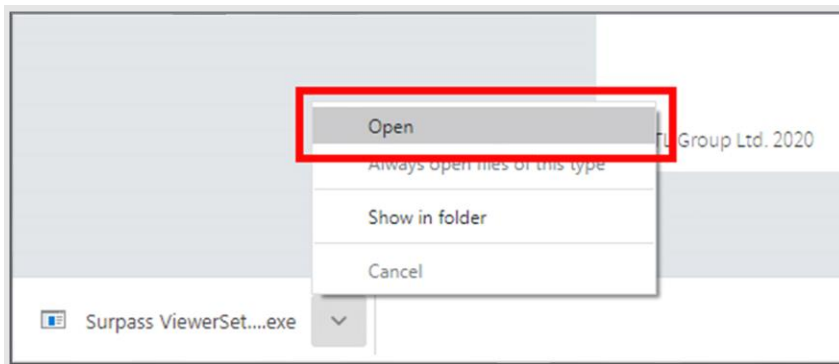 Open
TL Group Ltd. 2020
Always open files of this type
Show in folder
Cancel
Surpass ViewerSet....exe